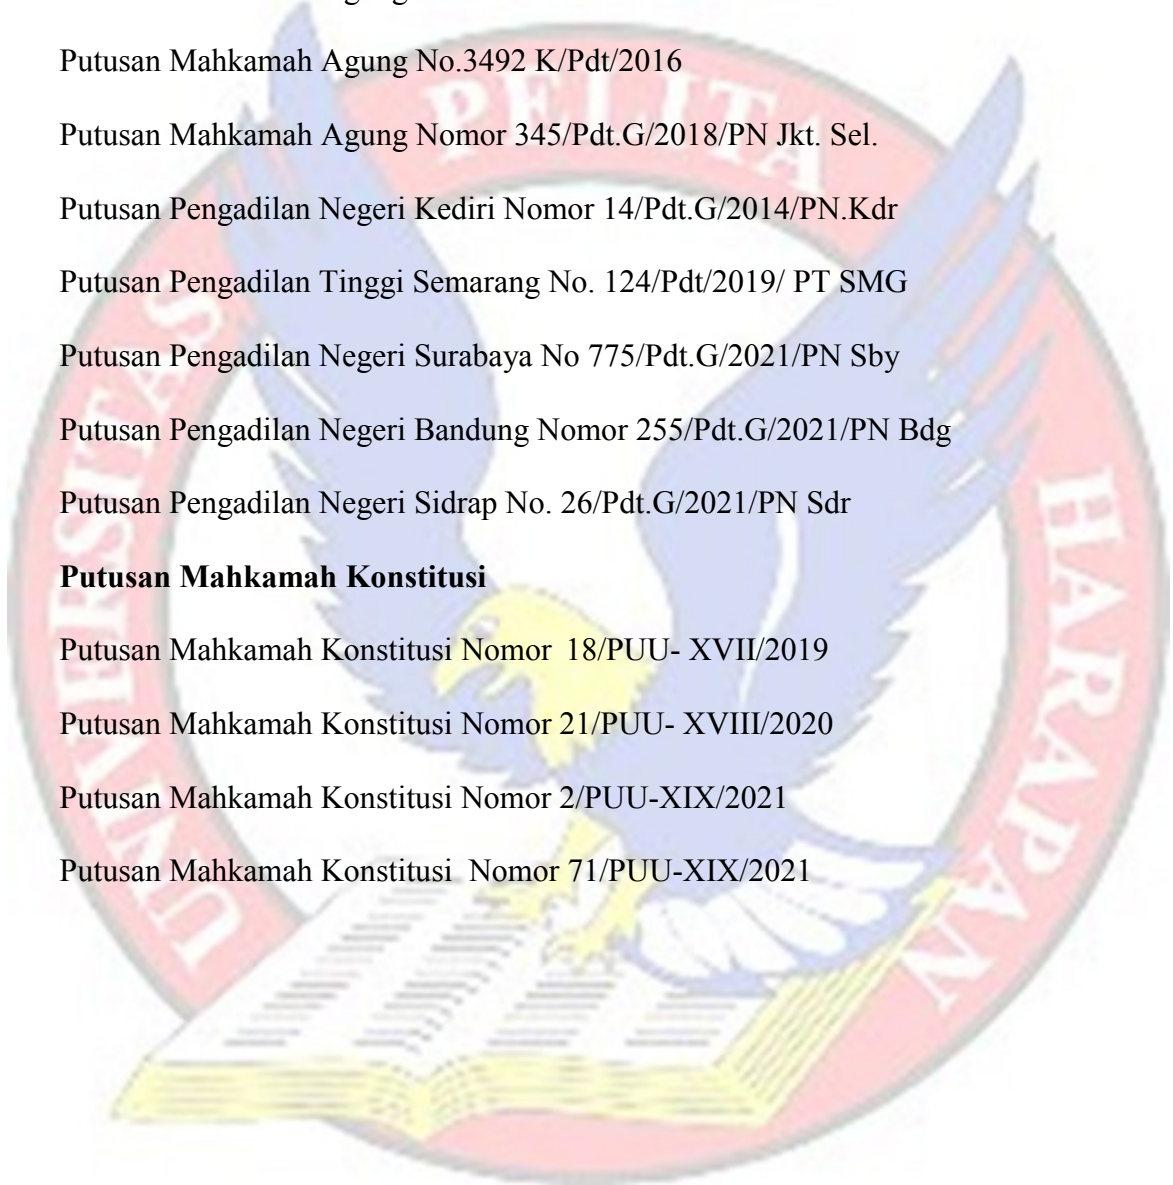 Putusan Mahkamah Agung No.3492 K/Pdt/2016
Putusan Mahkamah Agung Nomor 345/Pdt.G/2018/PN Jkt. Sel.
Putusan Pengadilan Negeri Kediri Nomor 14/Pdt.G/2014/PN.Kdr
Putusan Pengadilan Tinggi Semarang No. 124/Pdt/2019/ PT SMG
Putusan Pengadilan Negeri Surabaya No 775/Pdt.G/2021/PN Sby
Putusan Pengadilan Negeri Bandung Nomor 255/Pdt.G/2021/PN Bdg
Putusan Pengadilan Negeri Sidrap No. 26/Pdt.G/2021/PN Sdr
Putusan Mahkamah Konstitusi
Putusan Mahkamah Konstitusi Nomor  18/PUU- XVII/2019
Putusan Mahkamah Konstitusi Nomor 21/PUU- XVIII/2020
Putusan Mahkamah Konstitusi Nomor 2/PUU-XIX/2021
Putusan Mahkamah Konstitusi  Nomor 71/PUU-XIX/2021
UNIVERSITAS PELITA HARAPAN